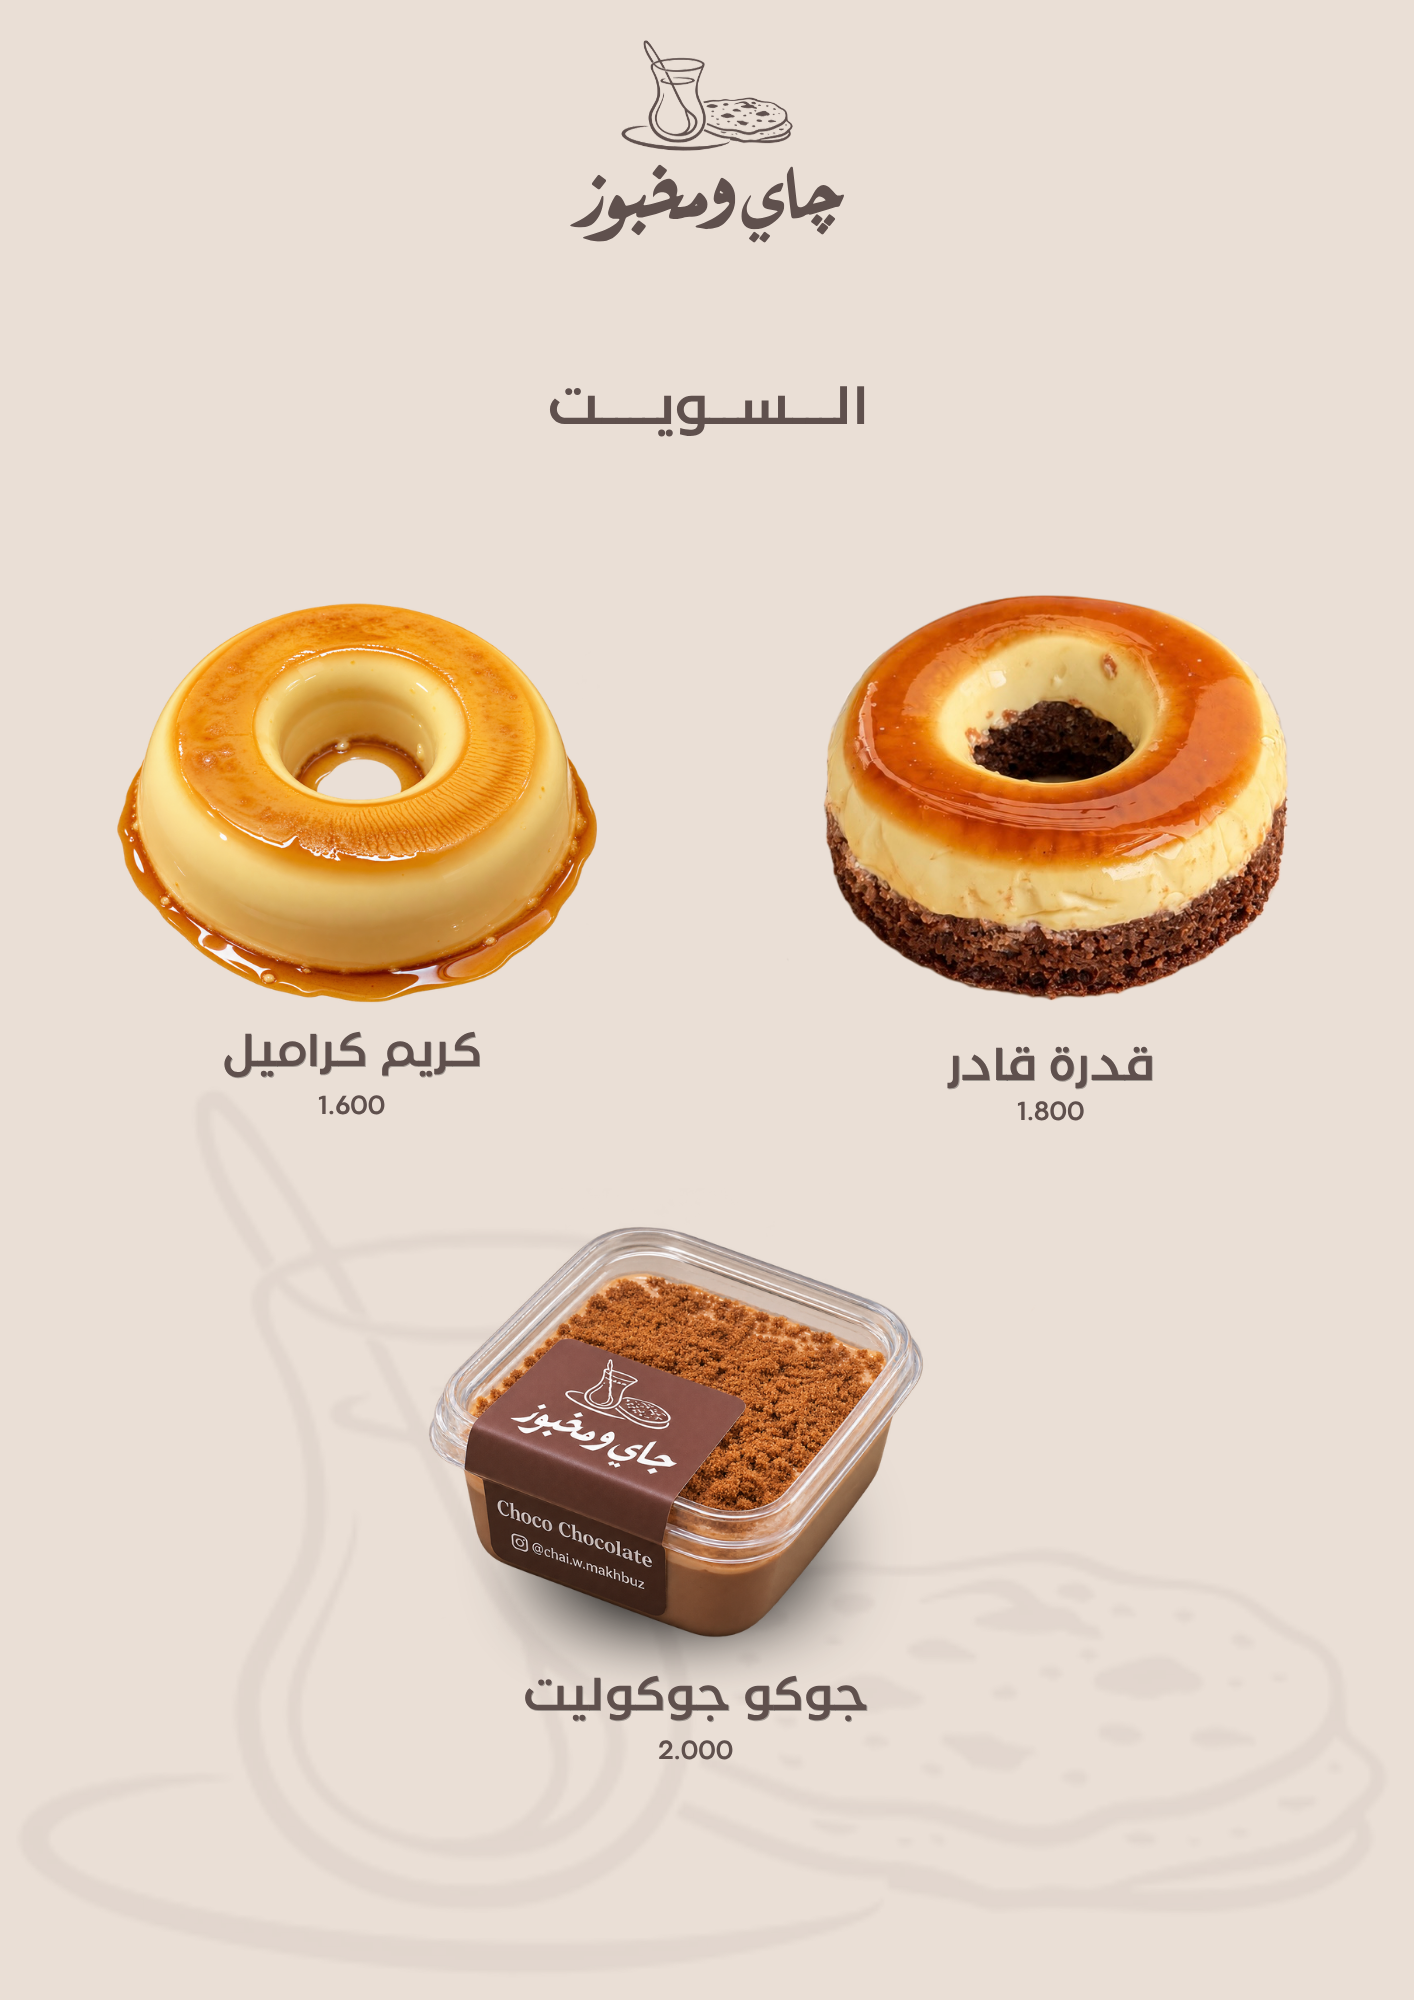 چاي ومخبوز
الـسـويـت
قدرة قادر
1.800
كريم كراميل
1.600
چاي ومخبوز
Choco Chocolate
@chai.w.makhbuz
جوكو جوكوليت
2.000